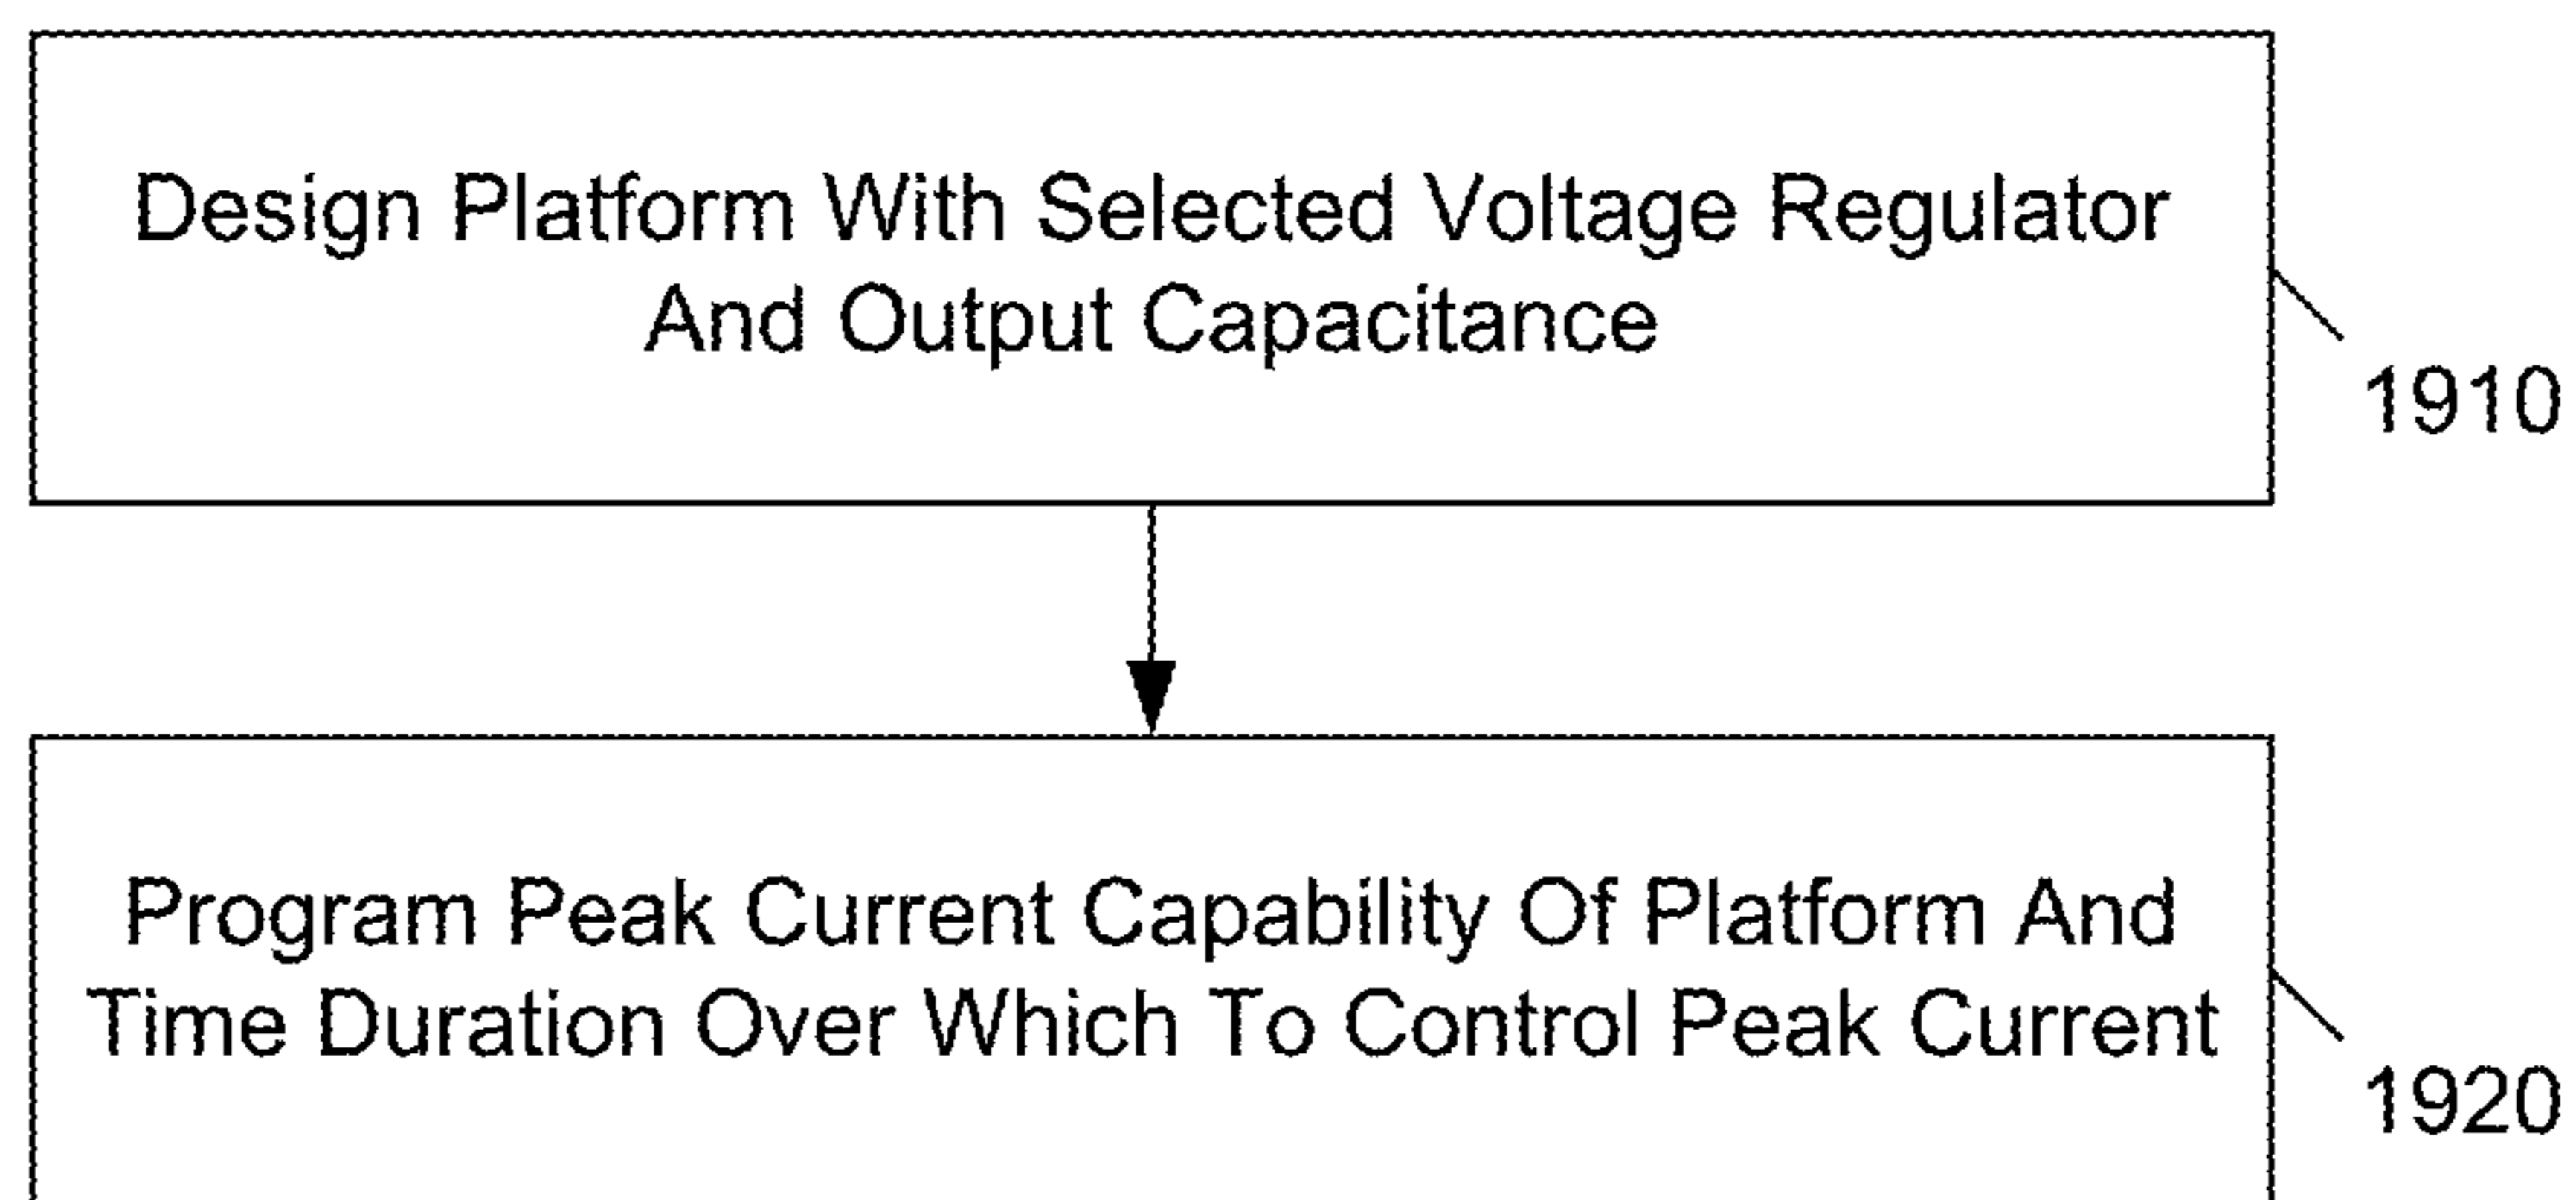 Design Platform With Selected Voltage Regulator
And Output Capacitance
1910
Program Peak Current Capability Of Platform And
Time Duration Over Which To Control Peak Current
1920